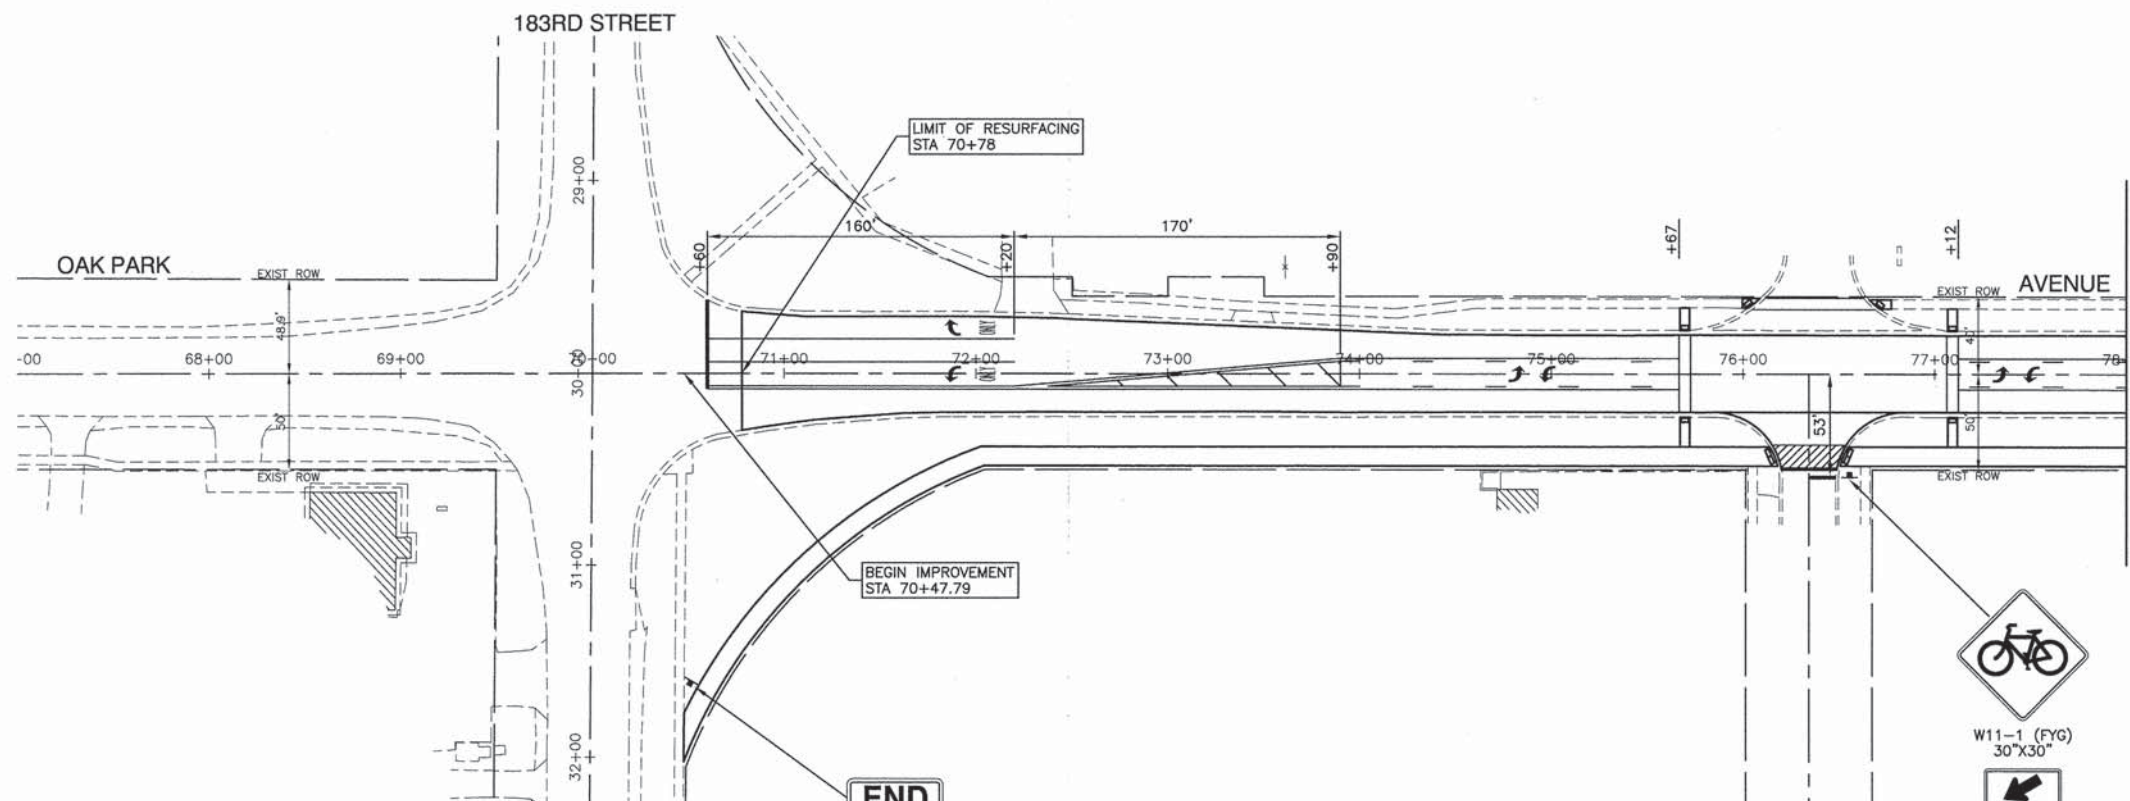 183RD STREET
LIMIT OF RESURFACING
STA 70+78
29+00
160'
170'
+60
+20'
+90
+67
+12
OAK PARK
EXIST ROW
EXIST ROW
AVENUE
48.9'
ONLY
-00
68+00
69+00
70+00
71+00
72+00
73+00
74+00
75+00
76+00
77+00
78
30+00
ONLY
50'
53'
50'
EXIST ROW
EXIST ROW
31+00
BEGIN IMPROVEMENT
STA 70+47.79
W11-1 (FYG)
30"X30"
32+00
END